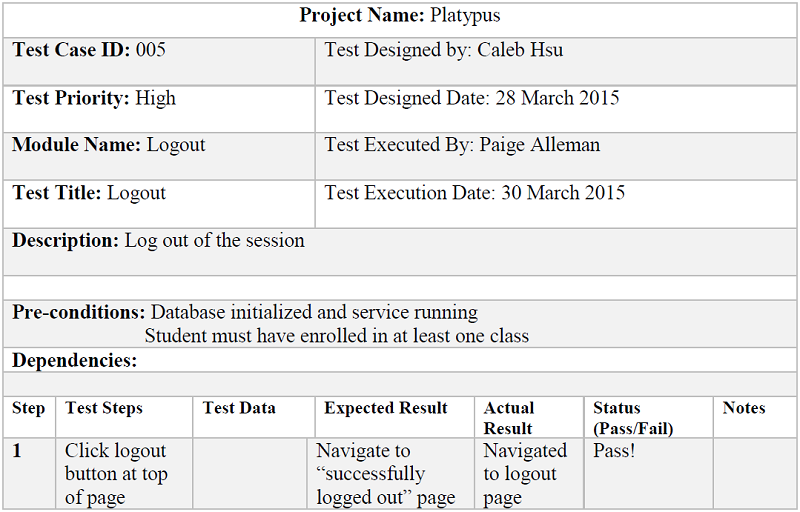 Project Name: Platypus
Test Case ID: 005
Test Designed by: Caleb Hsu
Test Priority: High
Test Designed Date: 28 March 2015
Module Name: Logout
Test Executed By: Paige Alleman
Test Title: Logout
Test Execution Date: 30 March 2015
Description: Log out of the session
Pre-conditions: Database initialized and service running
Student must have enrolled in at least one class
Dependencies:
Step
Test Steps
Test Data
Expected Result
Actual
Result
Status
(Pass/Fail)
Notes
1
Click logout
button at top
of page
Navigate to
“successfully
logged out” page
Navigated
to logout
page
Pass!